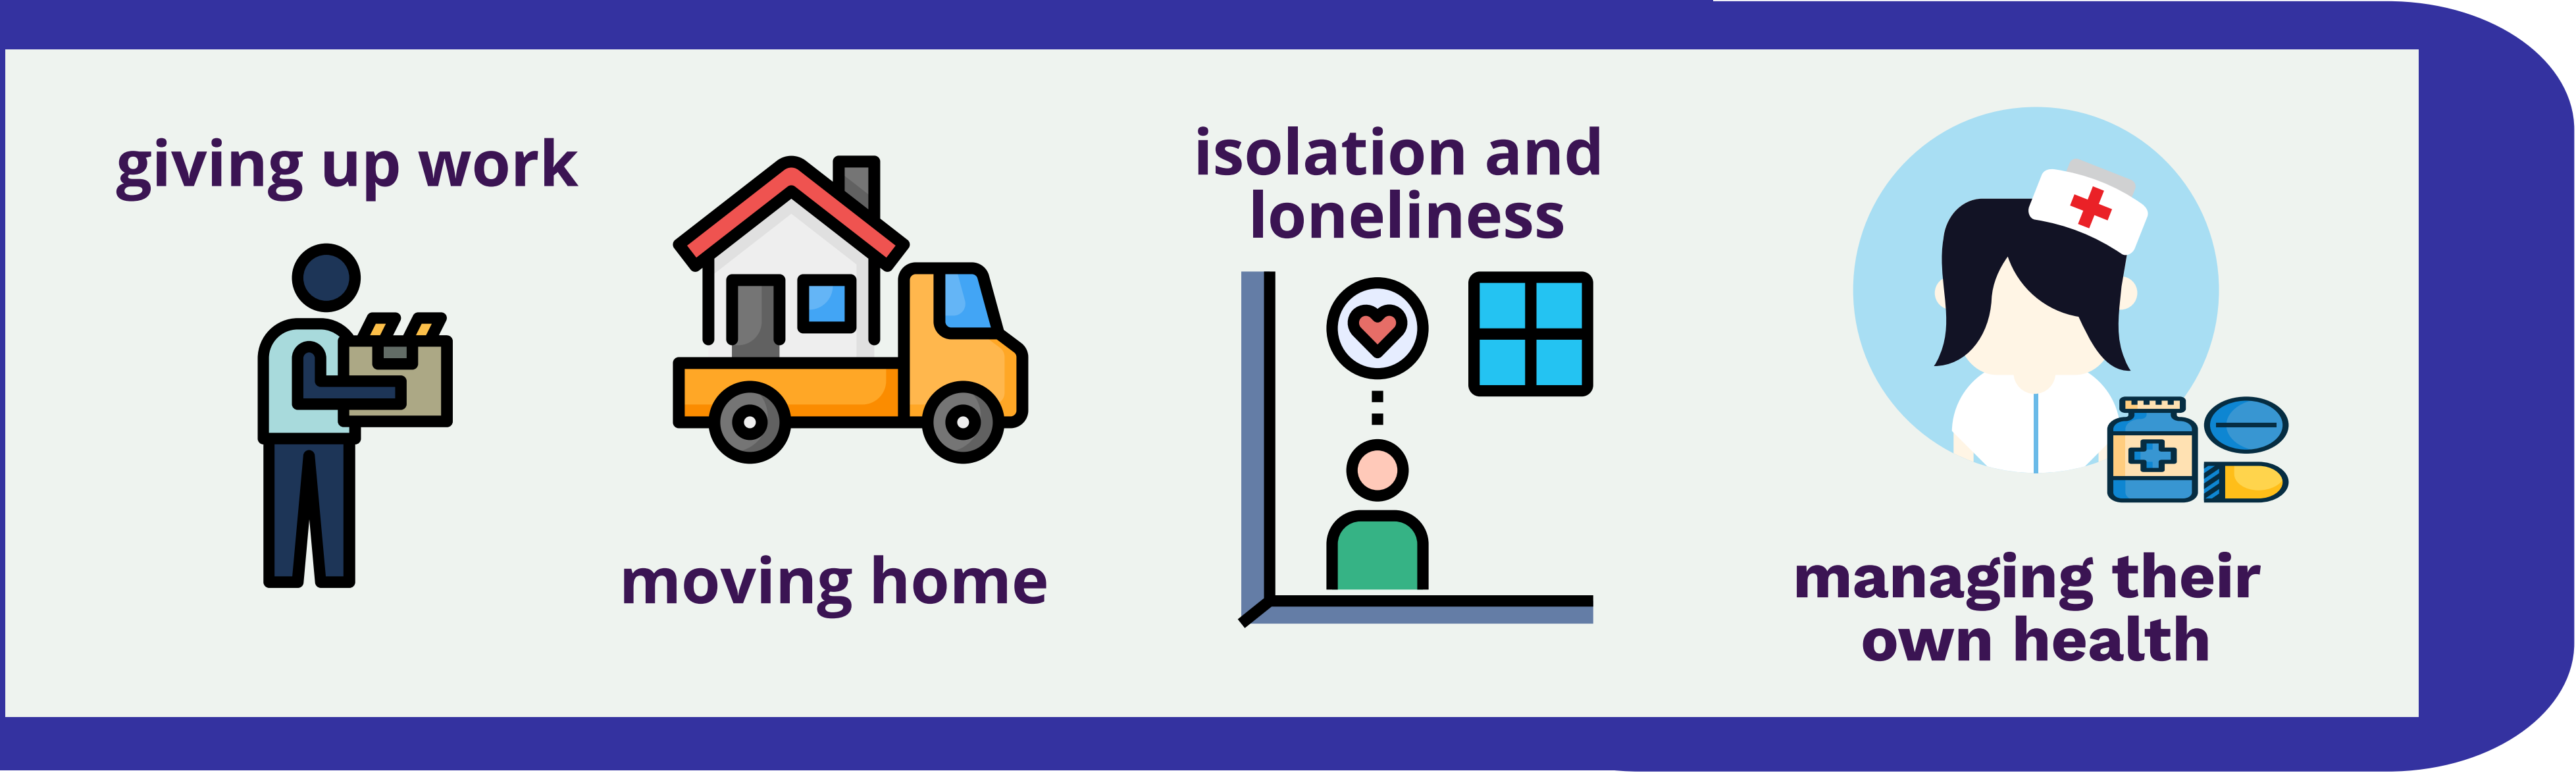 giving up work
moving home
isolation and
loneliness
managing their
own health